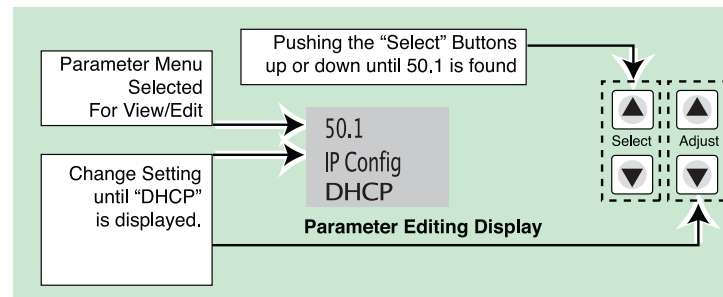 Pushing the “Select” Buttons
up or down until 50.1 is found
Parameter Menu
Selected
For View/Edit
50.1
IP Config
DHCP
Select
Adjust
Change Setting
until “DHCP”
is displayed.
Parameter Editing Display